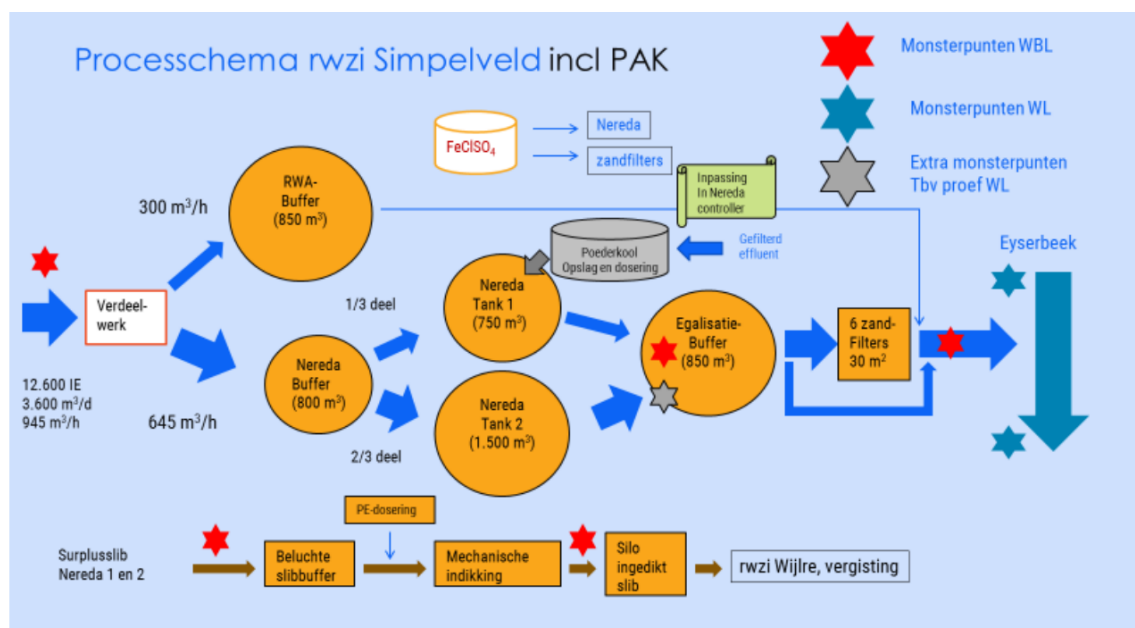 Processchema rwzi Simpelveld incl PAK
Monsterpunten WBL
Monsterpunten WL
Extra monsterpunten
Tbv proef WL
FeClSO₄
Nereda
zandfilters
RWA-
Buffer
(850 m³)
300 m³/h
Inpassing
In Nereda
controller
Poederkool
Opslag en dosering
Gefilterd
effluent
Eyserbeek
Verdeel-
werk
1/3 deel
Nereda
Tank 1
(750 m³)
Egalisatie-
Buffer
(850 m³)
6 zand-
Filters
30 m²
Nereda
Buffer
(800 m³)
12.600 IE
3.600 m³/d
945 m³/h
645 m³/h
Nereda
Tank 2
(1.500 m³)
2/3 deel
PE-dosering
Surplusslib
Nereda 1 en 2
Beluchte
slibbuffer
Mechanische
indikking
Silo
ingedikt
slib
rwzi Wijlre, vergisting